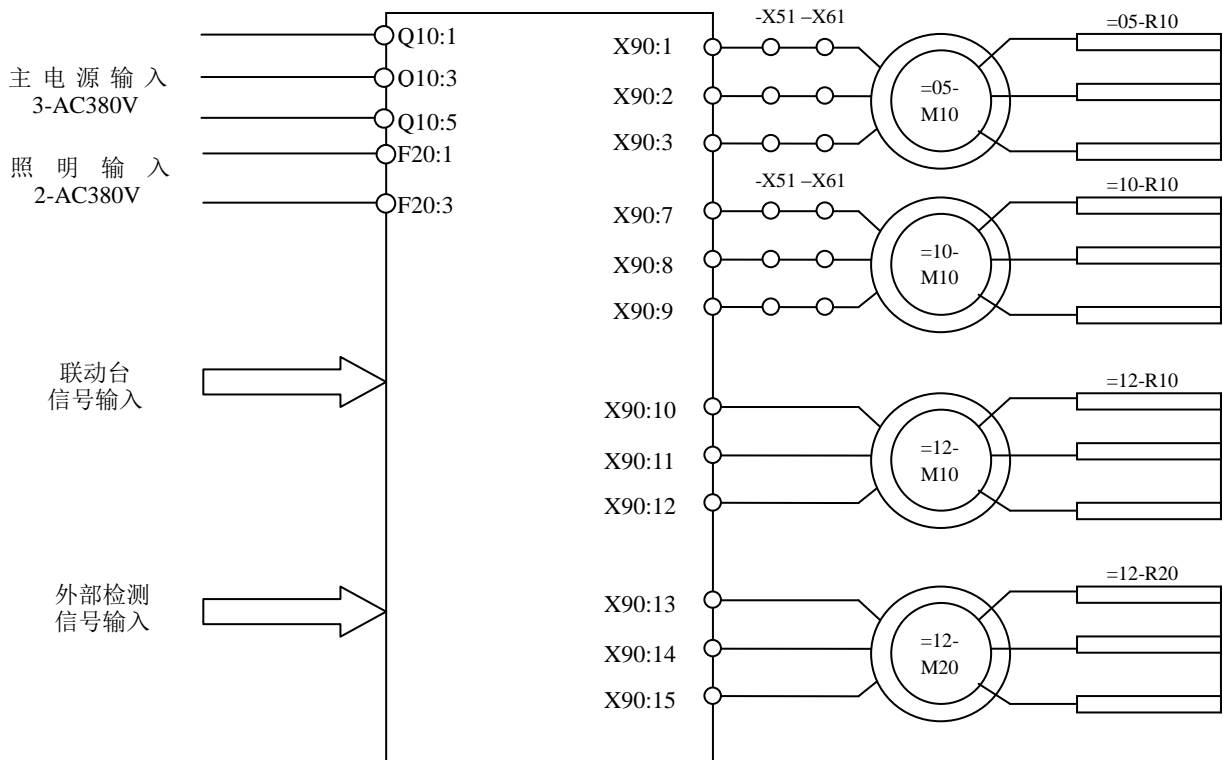 主电源输入
3-AC380V
照明输入
2-AC380V
联动台
信号输入
外部检测
信号输入
Q10:1
O10:3
Q10:5
F20:1
F20:3
X90:1
X90:2
X90:3
X90:7
X90:8
X90:9
X90:10
X90:11
X90:12
X90:13
X90:14
X90:15
-X51 –X61
=05-
M10
=05-R10
-X51 –X61
=10-
M10
=10-R10
=12-
M10
=12-R10
=12-
M20
=12-R20